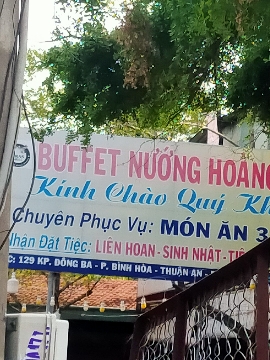 BUFFET NƯỚNG HOÀNG
Kính Chào Quý Kh
Chuyên Phục Vụ: MÓN ĂN 3
Nhận Đặt Tiệc: LIÊN HOAN - SINH NHẬT - TIỆ
C: 129 KP. ĐÔNG BA - P. BÌNH HÒA - THUẬN AN -